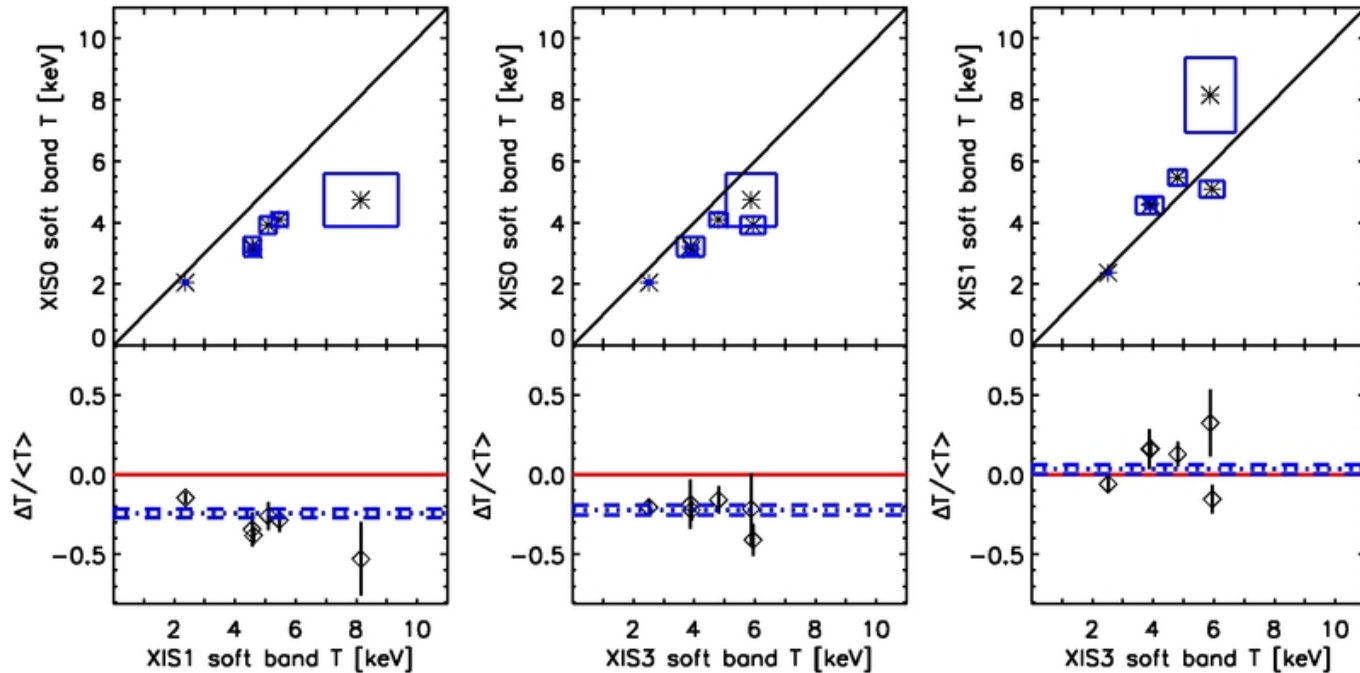 10
8
6
4
2
0
XIS0 soft band T [keV]
10
8
6
4
2
0
XIS0 soft band T [keV]
10
8
6
4
2
0
XIS1 soft band T [keV]
0.5
0.0
−0.5
ΔT/<T>
0.5
0.0
−0.5
ΔT/<T>
0.5
0.0
−0.5
ΔT/<T>
2 4 6 8 10
XIS1 soft band T [keV]
2 4 6 8 10
XIS3 soft band T [keV]
2 4 6 8 10
XIS3 soft band T [keV]